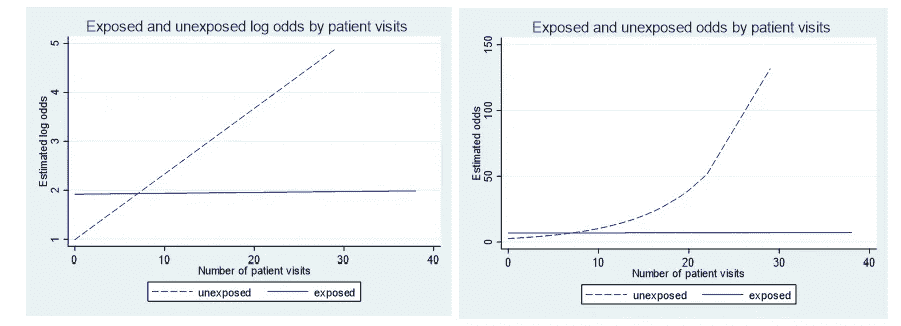 Exposed and unexposed log odds by patient visits
Estimated log odds
5
4
3
2
1
0
10
20
30
40
Number of patient visits
unexposed
exposed
Exposed and unexposed odds by patient visits
Estimated odds
150
100
50
0
0
10
20
30
40
Number of patient visits
unexposed
exposed